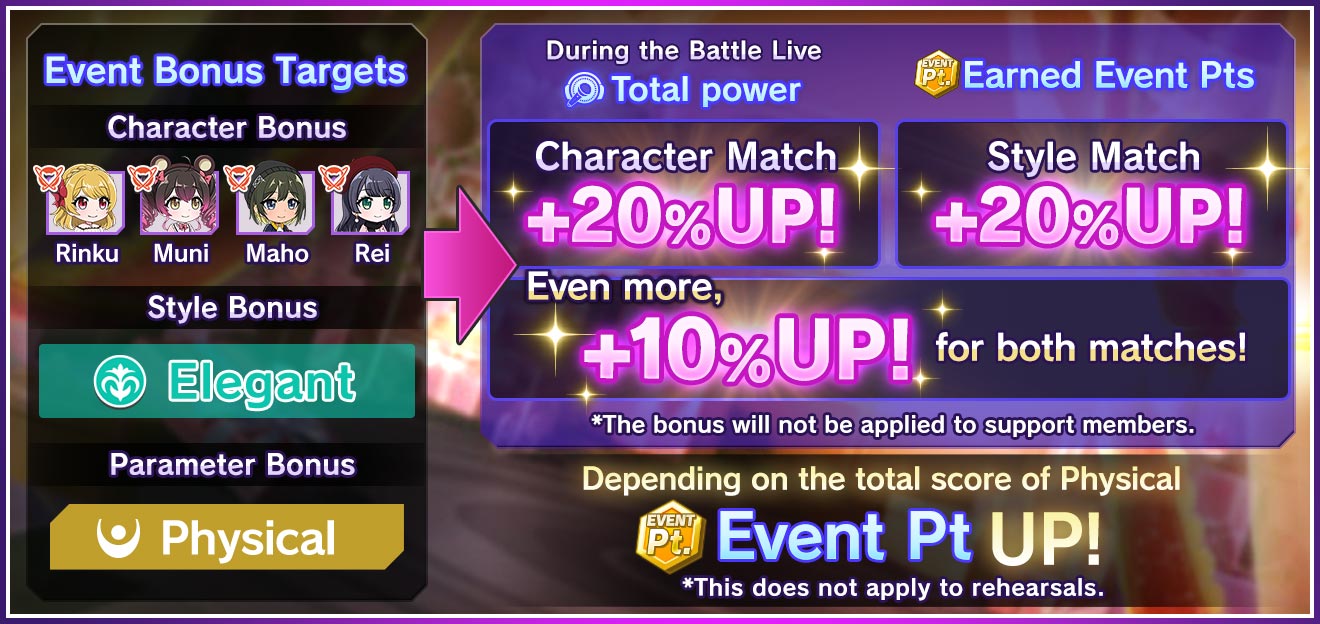 Event Bonus Targets
Character Bonus
Rinku Muni Maho Rei
Style Bonus
Elegant
Parameter Bonus
Physical
During the Battle Live
Total power
EVENT Pt. Earned Event Pts
Character Match
+20%UP!
Style Match
+20%UP!
Even more,
+10%UP! for both matches!
*The bonus will not be applied to support members.
Depending on the total score of Physical
EVENT Pt. Event Pt UP!
*This does not apply to rehearsals.